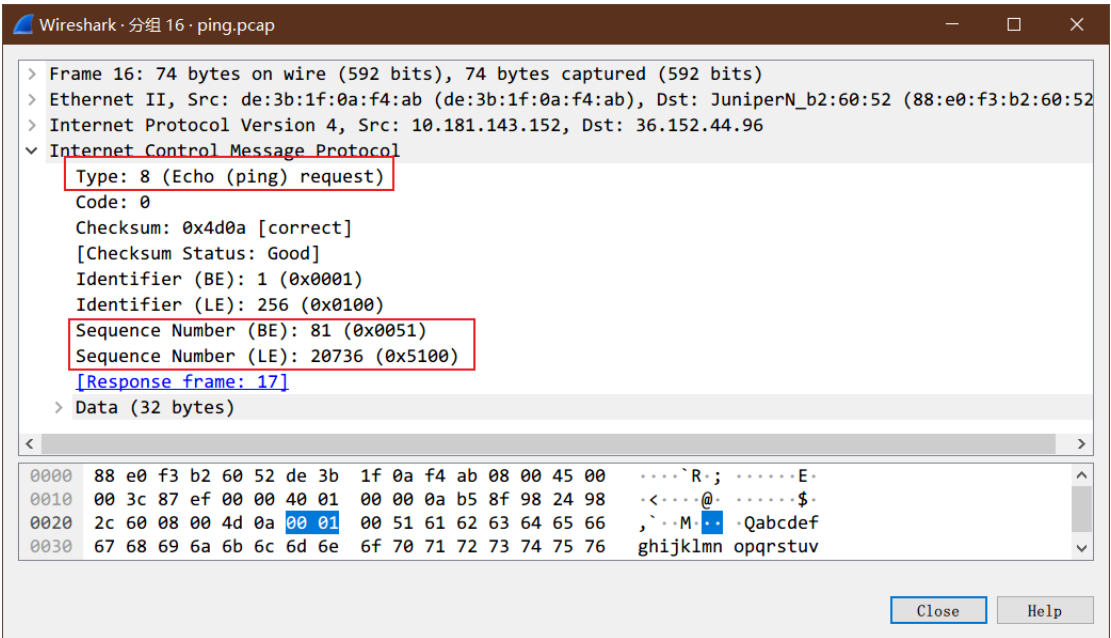 Wireshark · 分组 16 · ping.pcap
Frame 16: 74 bytes on wire (592 bits), 74 bytes captured (592 bits)
Ethernet II, Src: de:3b:1f:0a:f4:ab (de:3b:1f:0a:f4:ab), Dst: JuniperN_b2:60:52 (88:e0:f3:b2:60:52
Internet Protocol Version 4, Src: 10.181.143.152, Dst: 36.152.44.96
Internet Control Message Protocol
Type: 8 (Echo (ping) request)
Code: 0
Checksum: 0x4d0a [correct]
[Checksum Status: Good]
Identifier (BE): 1 (0x0001)
Identifier (LE): 256 (0x0100)
Sequence Number (BE): 81 (0x0051)
Sequence Number (LE): 20736 (0x5100)
[Response frame: 17]
Data (32 bytes)
0000 88 e0 f3 b2 60 52 de 3b 1f 0a f4 ab 08 00 45 00 ····`R·; ······E·
0010 00 3c 87 ef 00 00 40 01 00 00 0a b5 8f 98 24 98 ·<····@· ······$·
0020 2c 60 08 00 4d 0a 00 01 00 51 61 62 63 64 65 66 ,`··M··· ·Qabcdef
0030 67 68 69 6a 6b 6c 6d 6e 6f 70 71 72 73 74 75 76 ghijklmn opqrstuv
Close Help